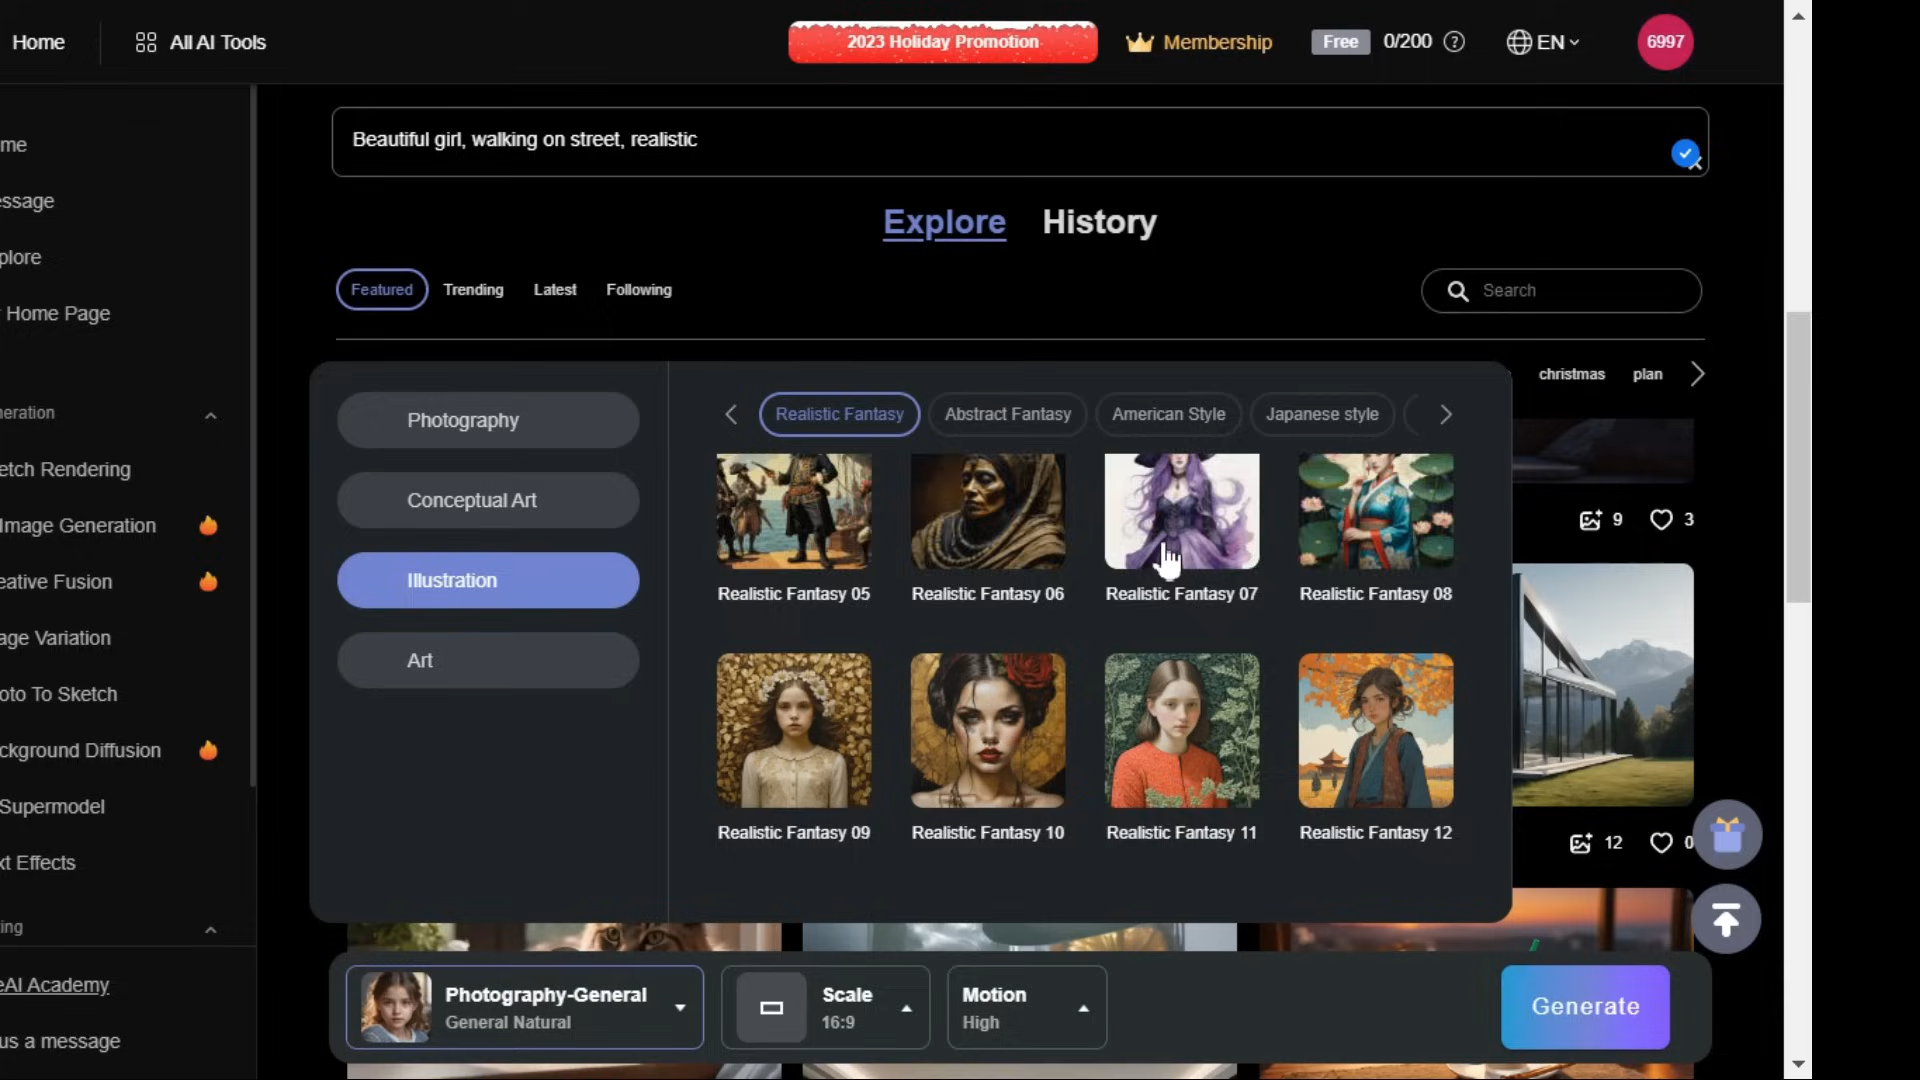 Home
All AI Tools
2023 Holiday Promotion
Membership
Free
0/200
?
EN
6997
me
ssage
plore
Home Page
neration
etch Rendering
Image Generation
eative Fusion
age Variation
oto To Sketch
ckground Diffusion
Supermodel
xt Effects
ing
eAI Academy
us a message
Beautiful girl, walking on street, realistic
Explore
History
Featured
Trending
Latest
Following
Search
christmas
plan
Photography
Conceptual Art
Illustration
Art
Realistic Fantasy
Abstract Fantasy
American Style
Japanese style
Realistic Fantasy 05
Realistic Fantasy 06
Realistic Fantasy 07
Realistic Fantasy 08
Realistic Fantasy 09
Realistic Fantasy 10
Realistic Fantasy 11
Realistic Fantasy 12
9
3
12
0
Photography-General
General Natural
Scale
16:9
Motion
High
Generate